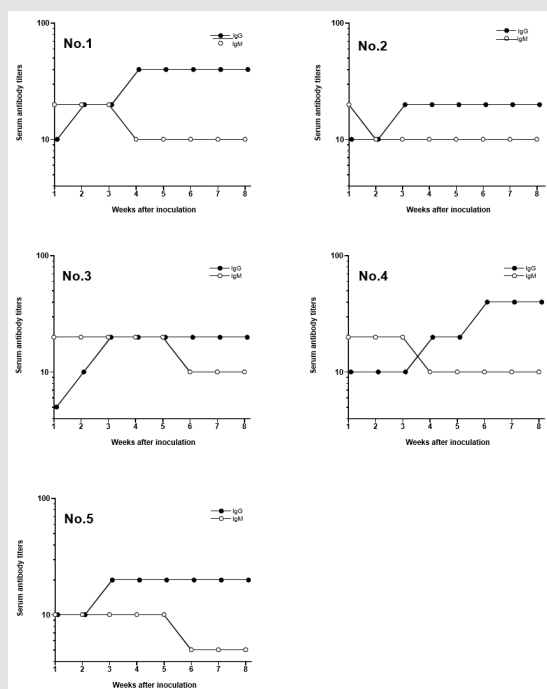 No.1
IgG
IgM
100
10
Serum antibody titers
1 2 3 4 5 6 7 8
Weeks after inoculation
No.2
IgG
IgM
100
10
Serum antibody titers
1 2 3 4 5 6 7 8
Weeks after inoculation
No.3
IgG
IgM
100
10
Serum antibody titers
1 2 3 4 5 6 7 8
Weeks after inoculation
No.4
IgG
IgM
100
10
Serum antibody titers
1 2 3 4 5 6 7 8
Weeks after inoculation
No.5
IgG
IgM
100
10
Serum antibody titers
1 2 3 4 5 6 7 8
Weeks after inoculation